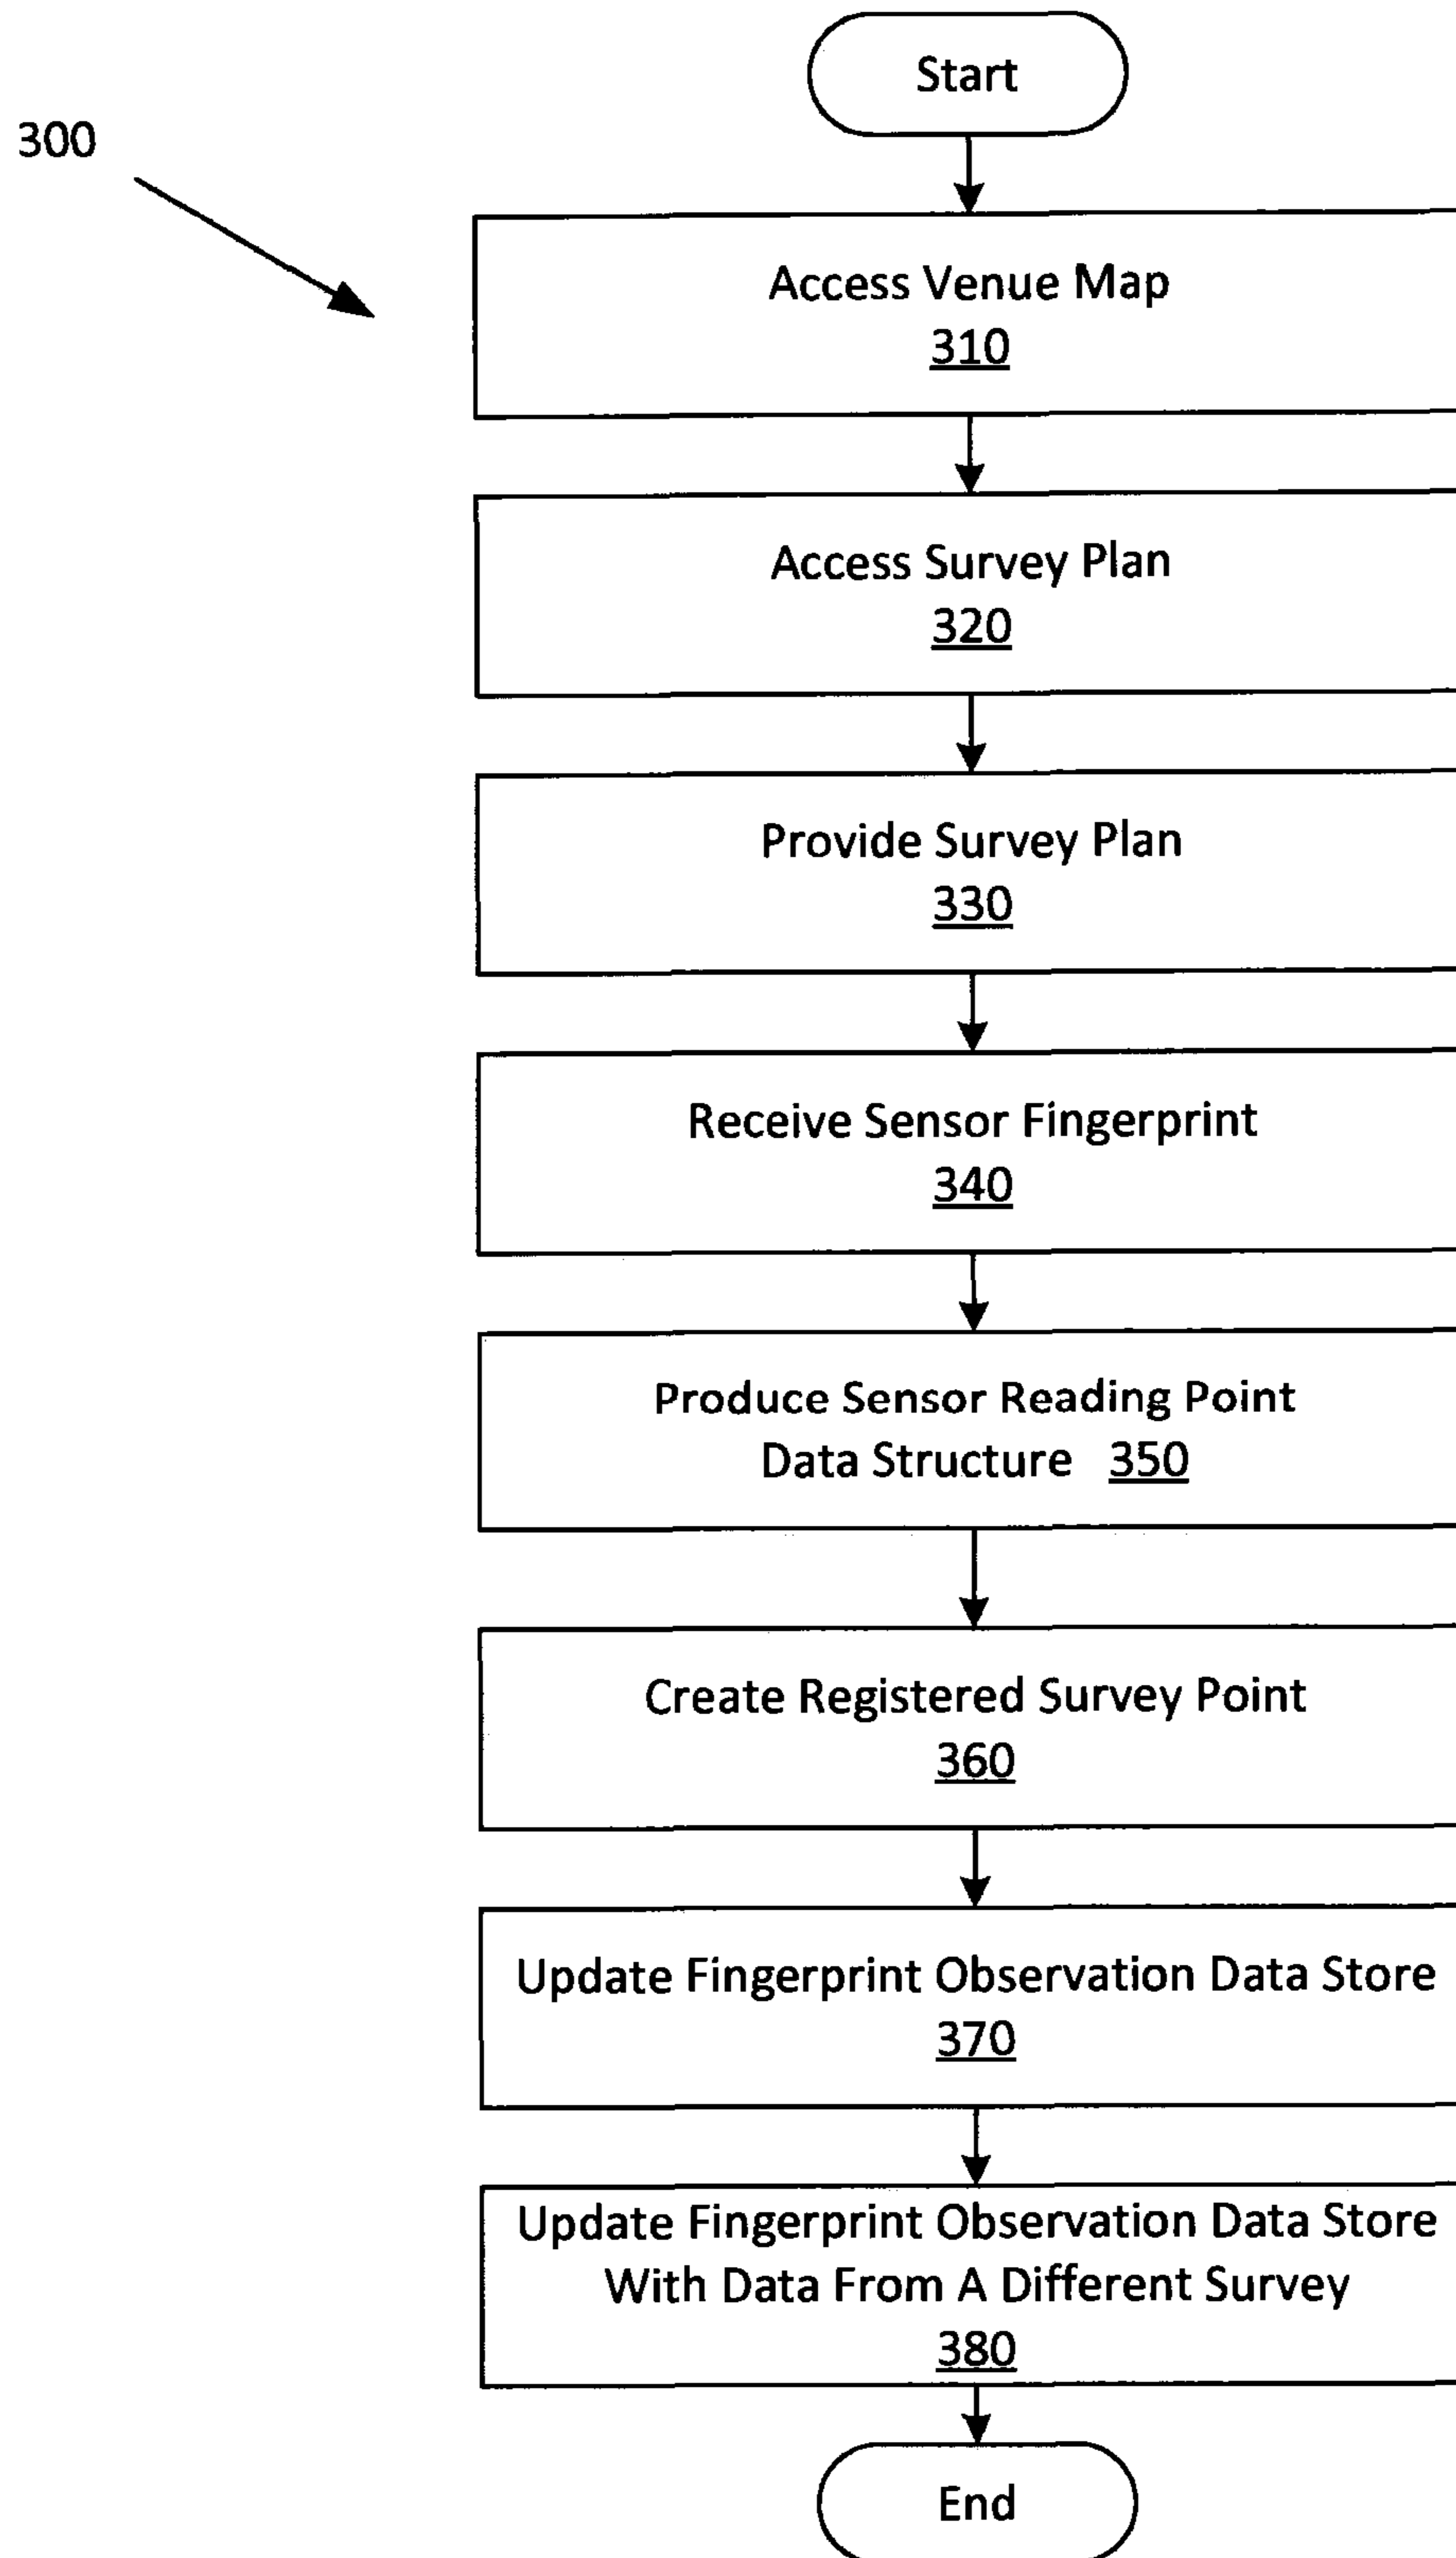 Start
300
Access Venue Map
310
Access Survey Plan
320
Provide Survey Plan
330
Receive Sensor Fingerprint
340
Produce Sensor Reading Point
Data Structure 350
Create Registered Survey Point
360
Update Fingerprint Observation Data Store
370
Update Fingerprint Observation Data Store
With Data From A Different Survey
380
End